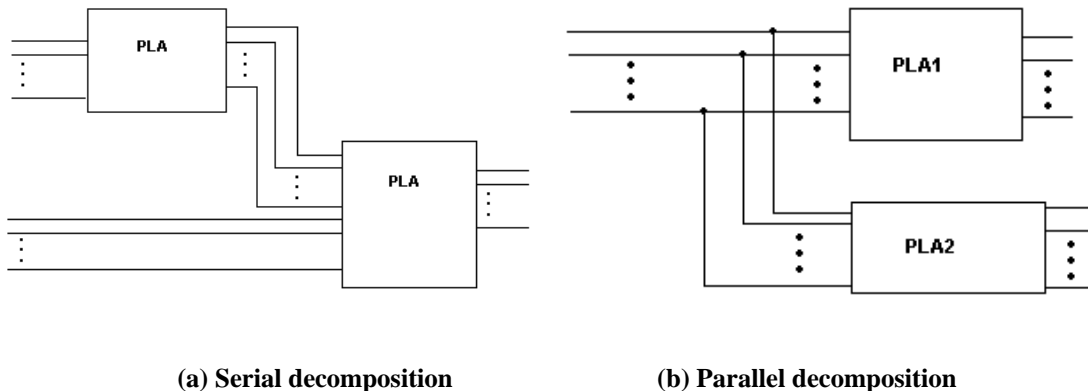 PLA
PLA
PLA1
PLA2
(a) Serial decomposition
(b) Parallel decomposition